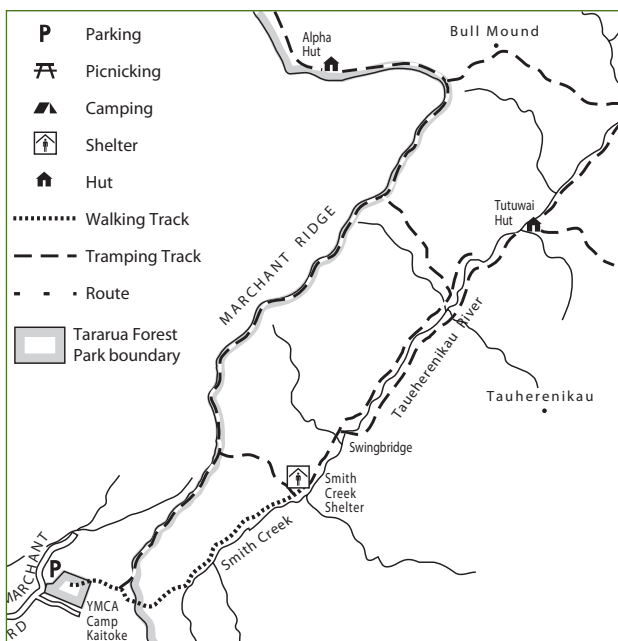 P Parking
Picnicking
Camping
Shelter
Hut
Walking Track
Tramping Track
Route
Tararua Forest
Park boundary
Alpha
Hut
Bull Mound
MARCHANT RIDGE
Tutuwai
Hut
Taueherenikau River
Tauherenikau
Swingbridge
Smith
Creek
Shelter
Smith Creek
P
MARCHANT
RD
YMCA
Camp
Kaitoke